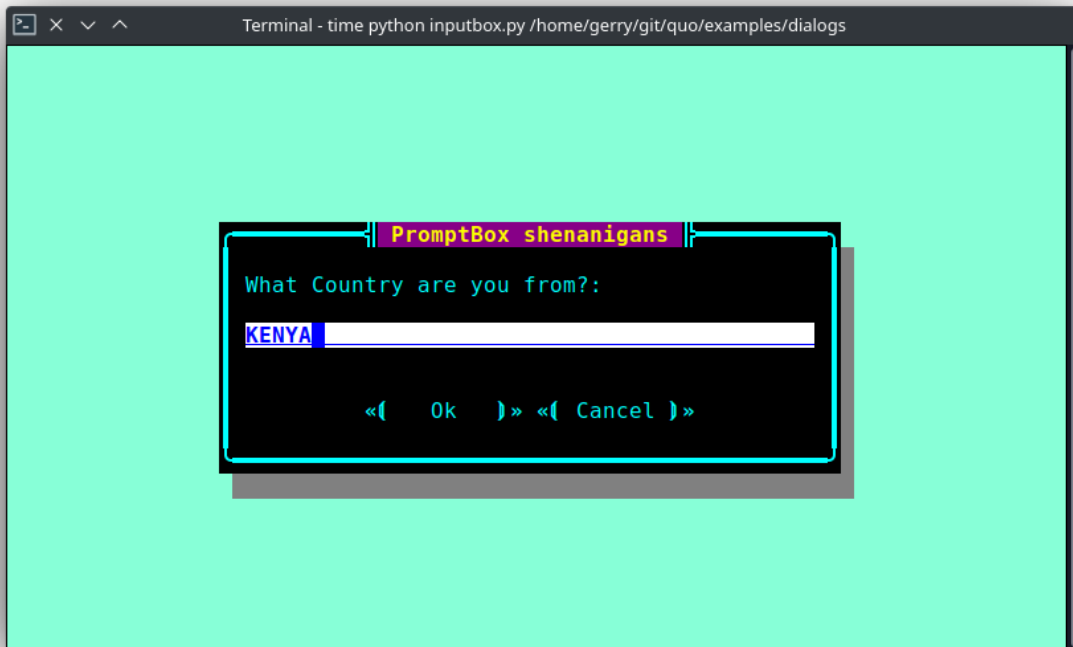 Terminal - time python inputbox.py /home/gerry/git/quo/examples/dialogs
PromptBox shenanigans
What Country are you from?:
KENYA
«( Ok )» «( Cancel )»